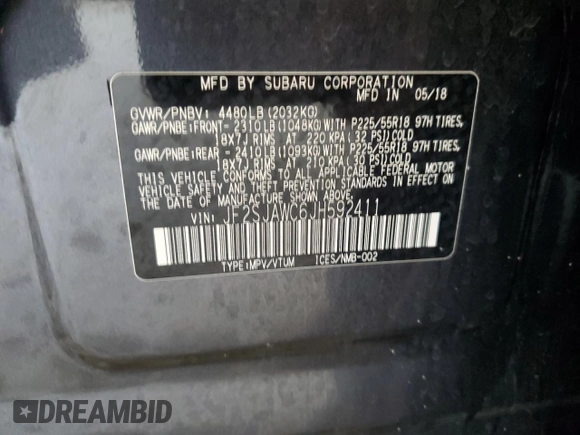 MFD BY SUBARU CORPORATION
MFD IN 05/18
GVWR/PNBV: 4480LB(2032KG)
GAWR/PNBE:FRONT- 2310LB(1048KG)WITH P225/55R18 97H TIRES,
18X7J RIMS AT 220 KPA(32 PSI)COLD
GAWR/PNBE:REAR - 2410LB(1093KG)WITH P225/55R18 97H TIRES,
18X7J RIMS AT 210 KPA(30 PSI)COLD
THIS VEHICLE CONFORMS TO ALL APPLICABLE FEDERAL MOTOR
VEHICLE SAFETY AND BUMPER STANDARDS IN EFFECT ON
THE DATE OF MANUFACTURE SHOWN ABOVE.
VIN: JF2SJAWC6JH592411
TYPE:MPV/VTUM ICES/NMB-002
DREAMBID